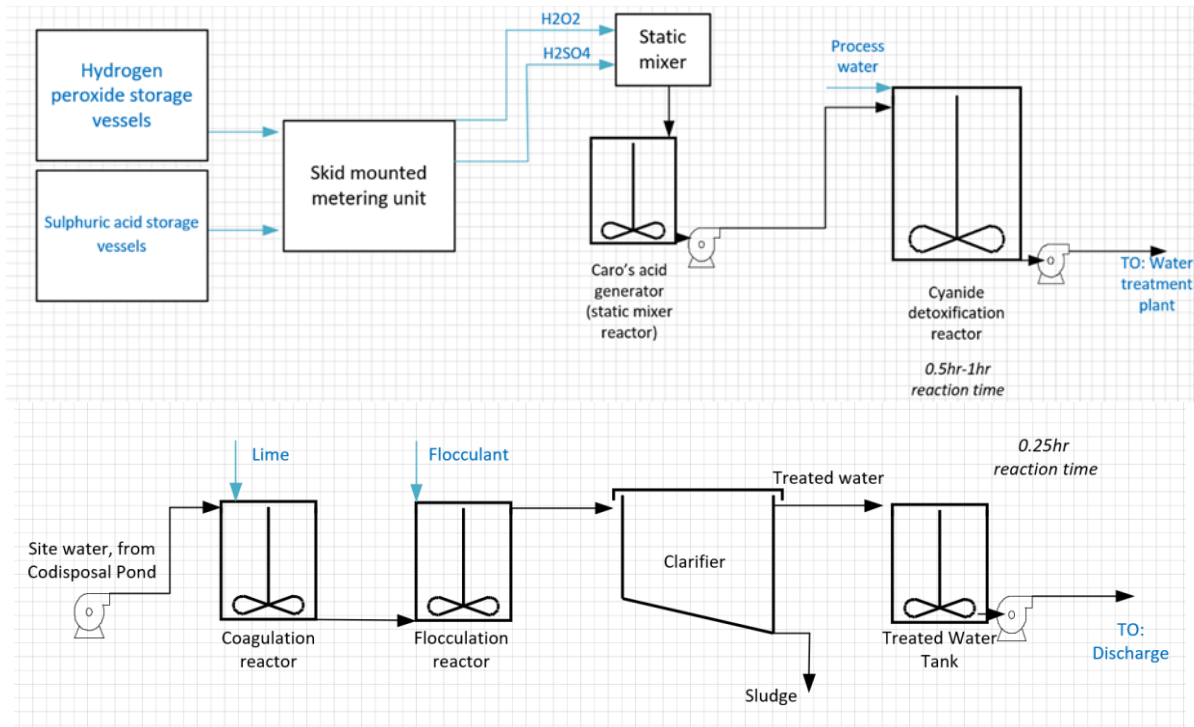 Hydrogen
peroxide storage
vessels
Sulphuric acid storage
vessels
Skid mounted
metering unit
H2O2
H2SO4
Static
mixer
Caro's acid
generator
(static mixer
reactor)
Process
water
Cyanide
detoxification
reactor
0.5hr-1hr
reaction time
TO: Water
treatment
plant
Site water, from
Codisposal Pond
Lime
Coagulation
reactor
Flocculant
Flocculation
reactor
Clarifier
Sludge
Treated water
0.25hr
reaction time
Treated Water
Tank
TO:
Discharge